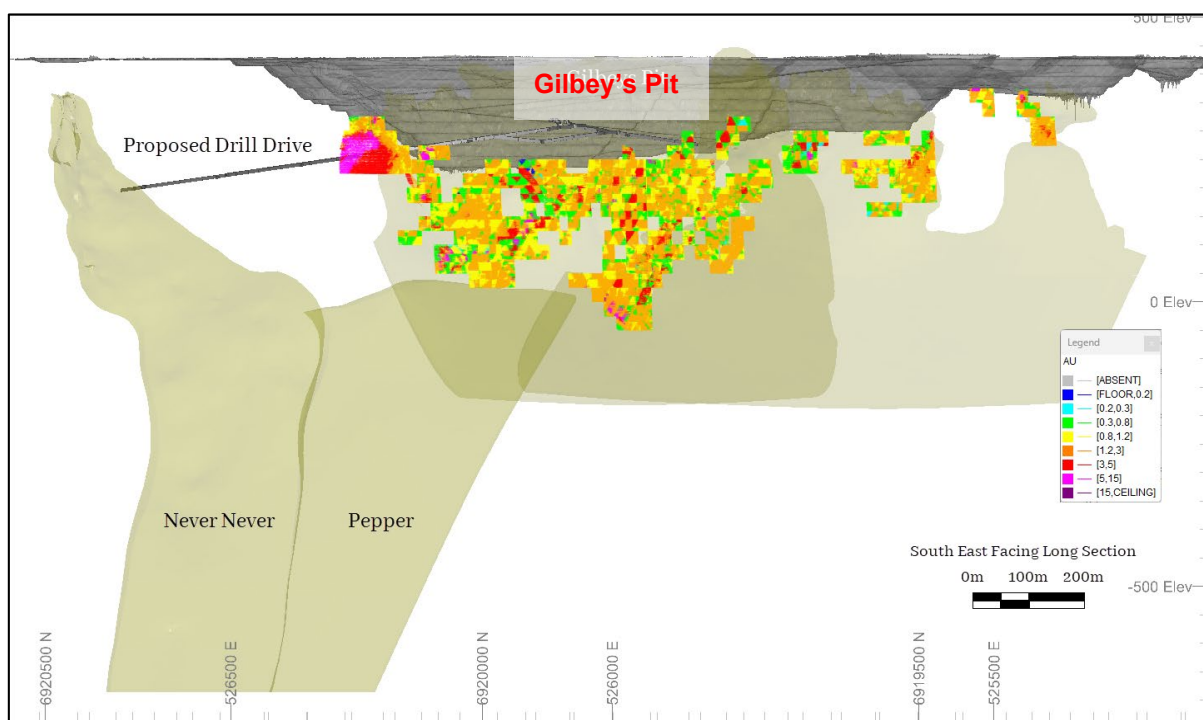 500 Elev
Gilbey's Pit
Proposed Drill Drive
0 Elev
Legend
AU
[ABSENT]
[FLOOR,0.2]
[0.2,0.3]
[0.3,0.8]
[0.8,1.2]
[1.2,3]
[3,5]
[5,15]
[15,CEILING]
Never Never
Pepper
South East Facing Long Section
0m 100m 200m
-500 Elev
6920500 N
526500 E
6920000 N
526000 E
6919500 N
525500 E